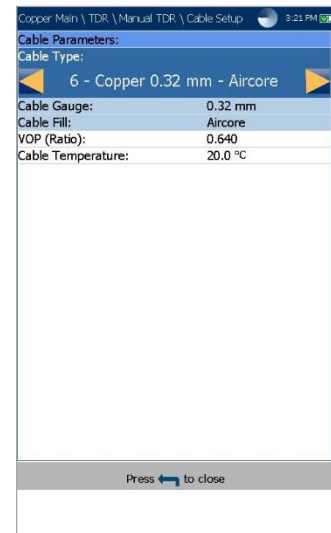 Copper Main \ TDR \ Manual TDR \ Cable Setup 3:21 PM
Cable Parameters:
Cable Type:
6 - Copper 0.32 mm - Aircore
Cable Gauge: 0.32 mm
Cable Fill: Aircore
VOP (Ratio): 0.640
Cable Temperature: 20.0 °C
Press to close